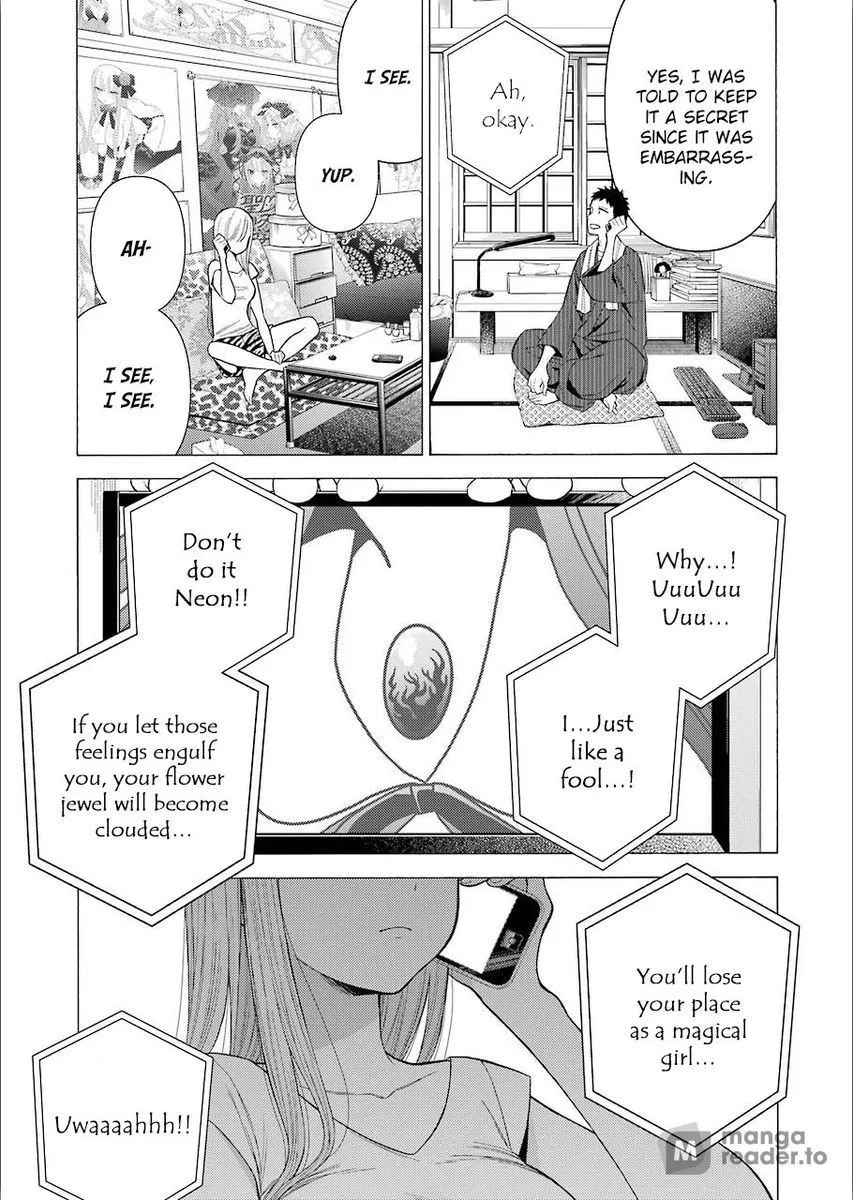 YES, I WAS
TOLD TO KEEP
IT A SECRET
SINCE IT WAS
EMBARRASS-
ING.
Ah,
okay.
I SEE.
YUP.
AH-
I SEE,
I SEE.
Why...!
UuuUuu
Uuu...
I...Just
like a
fool...!
Don't
do it
Neon!!
If you let those
feelings engulf
you, your flower
jewel will become
clouded...
You'll lose
your place
as a magical
girl...
Uwaaaahhh!!
M
manga
reader.to